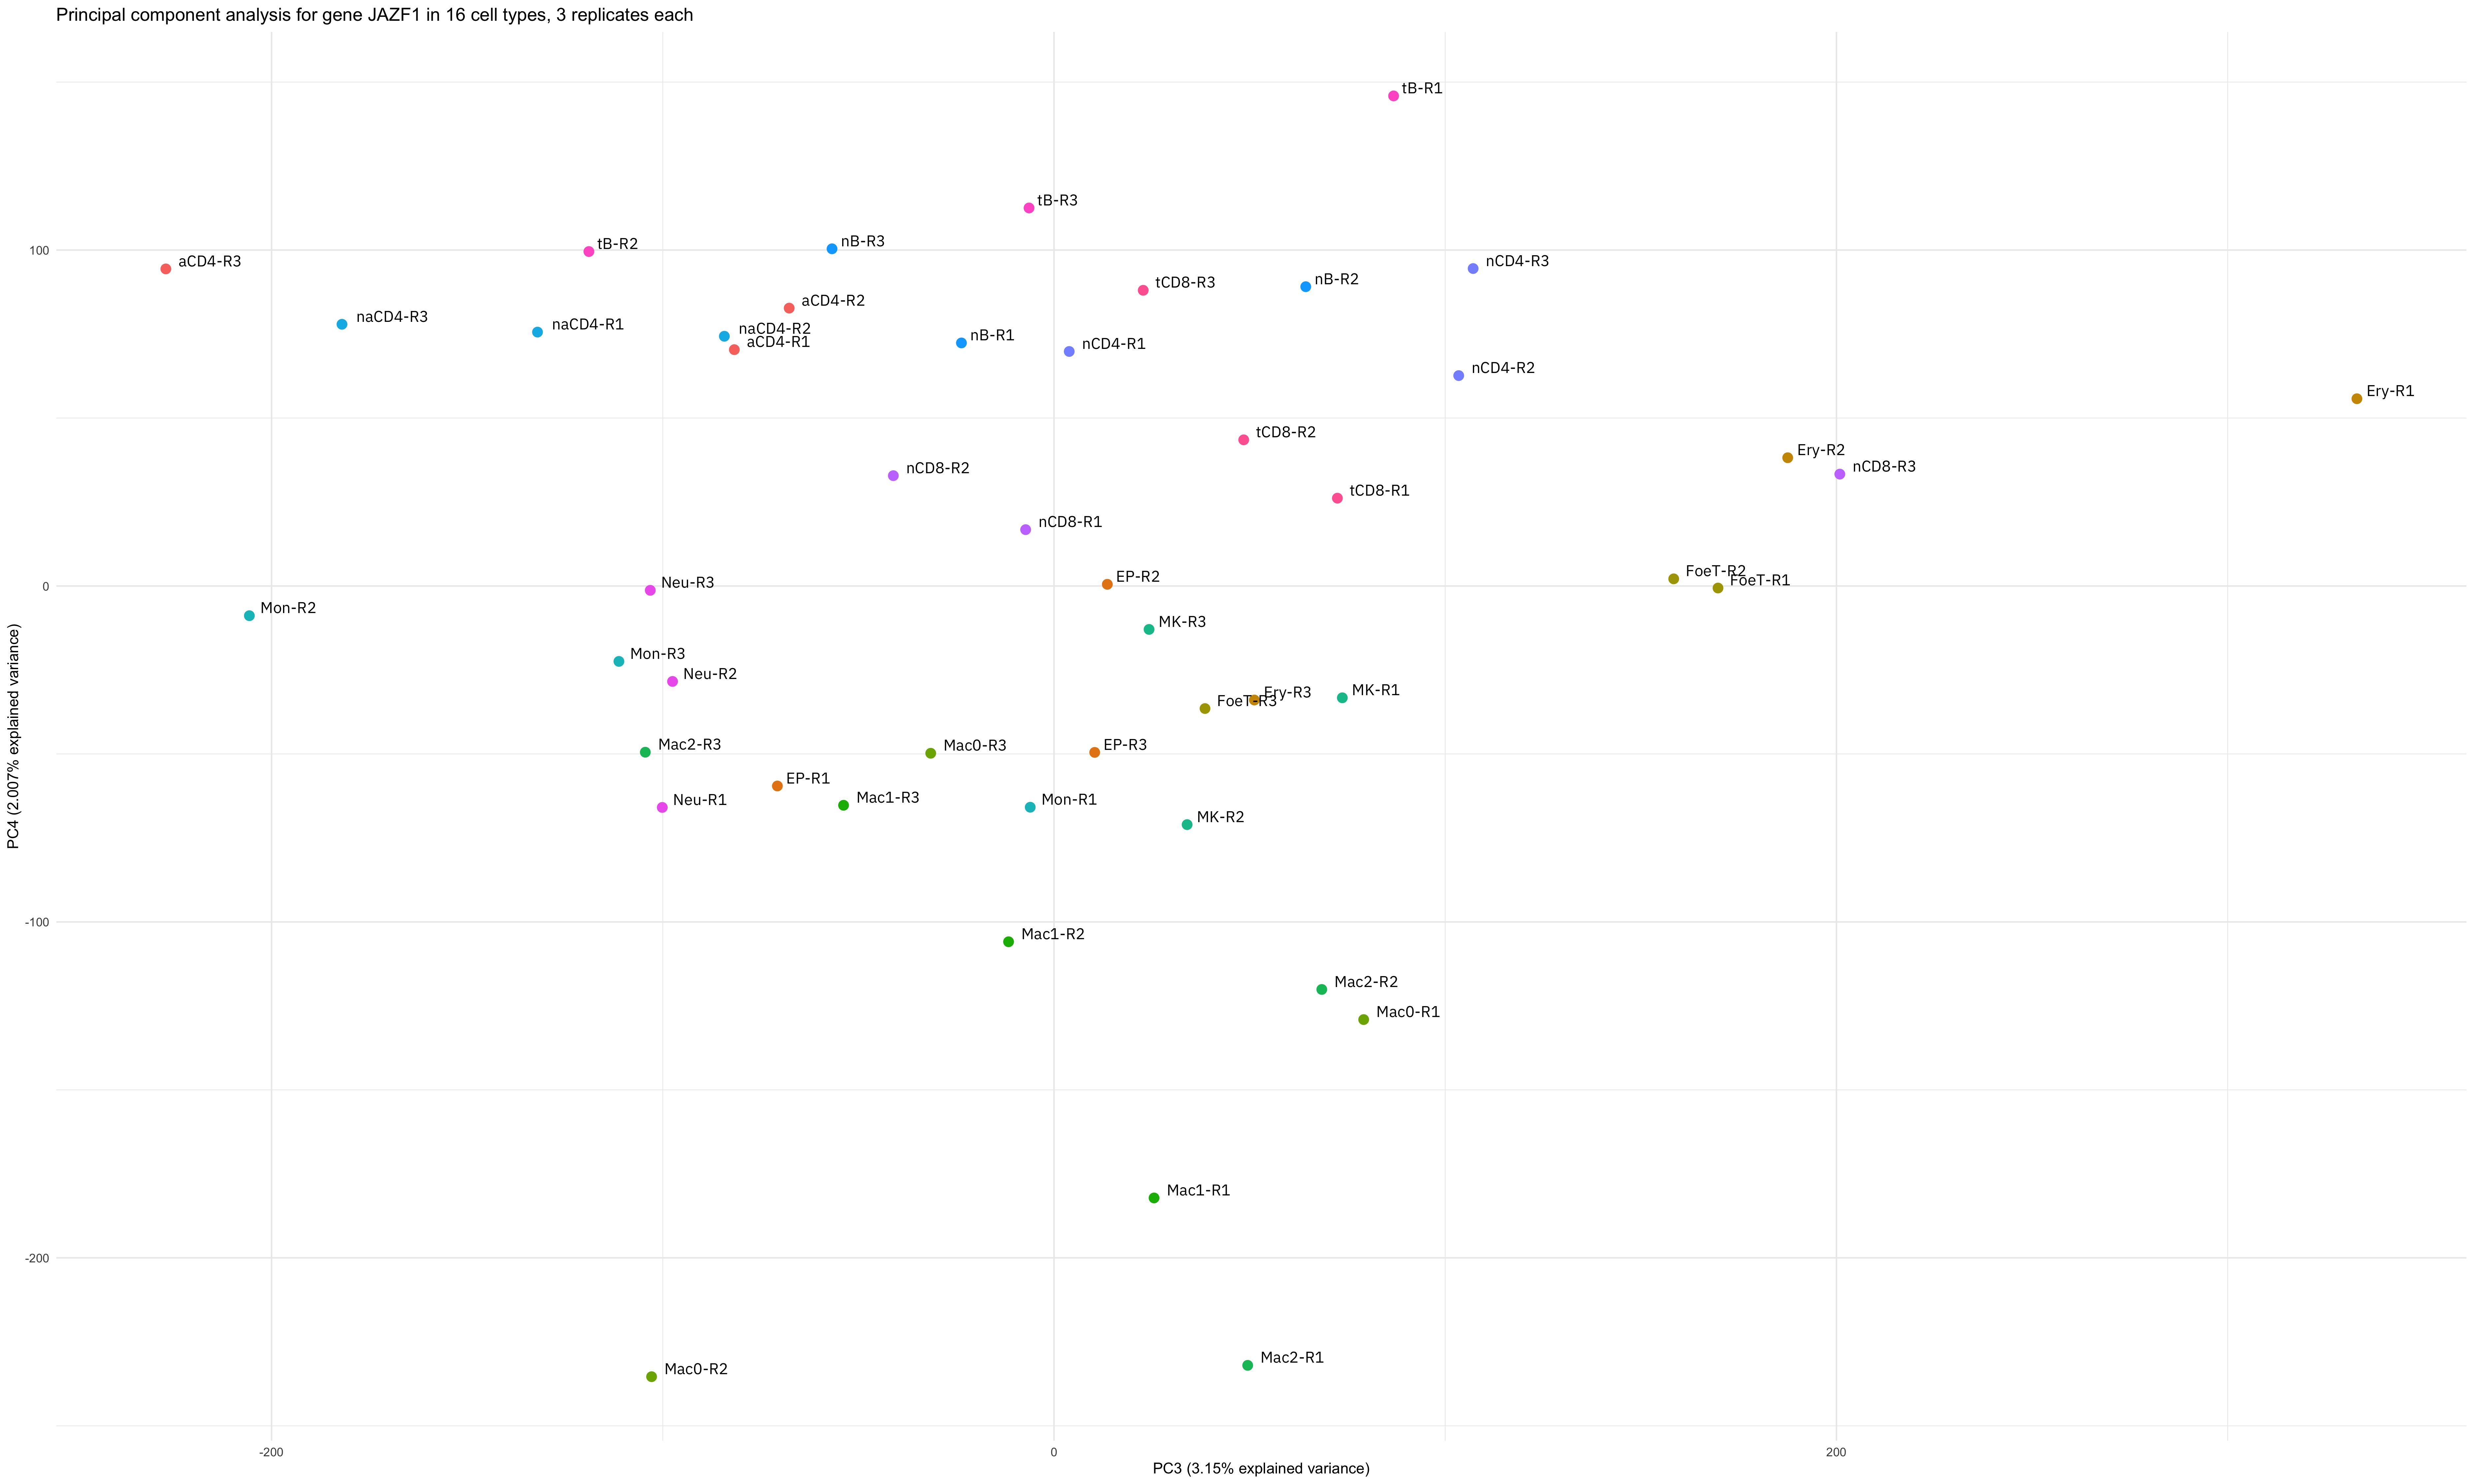 Principal component analysis for gene JAZF1 in 16 cell types, 3 replicates each
tB-R1
tB-R3
tB-R2
nB-R3
100
aCD4-R3
nCD4-R3
tCD8-R3
nB-R2
aCD4-R2
naCD4-R3
naCD4-R1
naCD4-R2
nB-R1
aCD4-R1
nCD4-R1
nCD4-R2
Ery-R1
tCD8-R2
Ery-R2
nCD8-R2
nCD8-R3
tCD8-R1
nCD8-R1
EP-R2
FoeT-R2
FoeT-R1
Neu-R3
0
Mon-R2
MK-R3
Mon-R3
Neu-R2
MK-R1
Ery-R3
FoeT-R3
Mac2-R3
Mac0-R3
EP-R3
EP-R1
Mac1-R3
Neu-R1
Mon-R1
MK-R2
PC4 (2.007% explained variance)
-100
Mac1-R2
Mac2-R2
Mac0-R1
Mac1-R1
-200
Mac2-R1
Mac0-R2
-200
0
200
PC3 (3.15% explained variance)